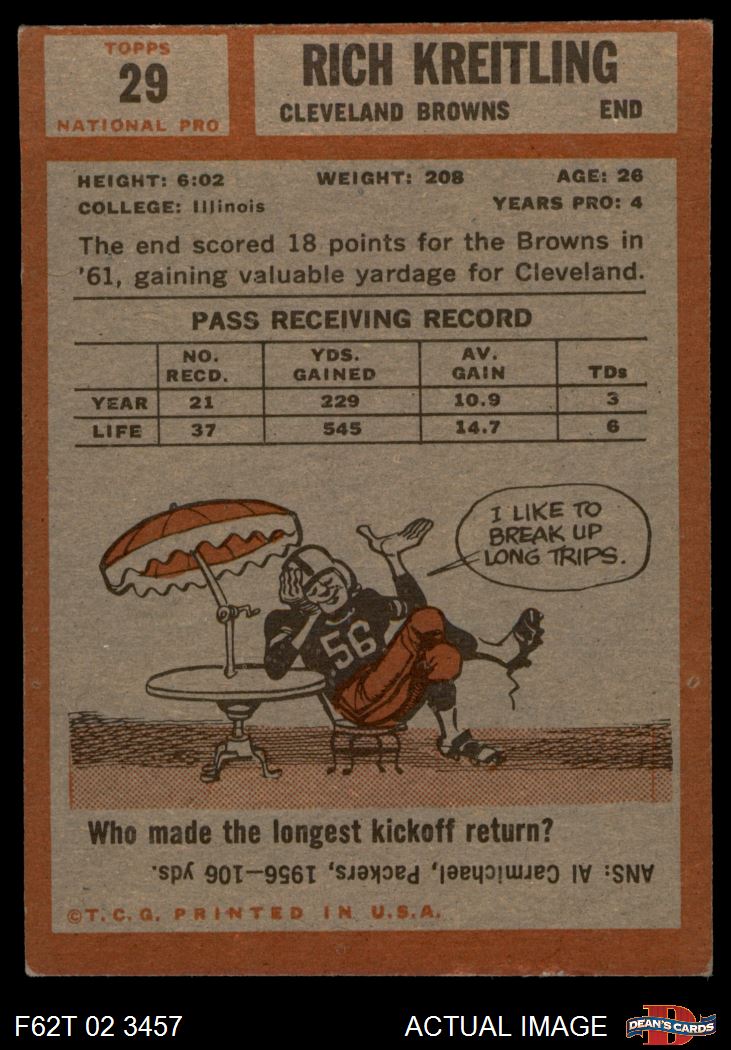 TOPPS
29
NATIONAL PRO
RICH KREITLING
CLEVELAND BROWNS END
HEIGHT: 6:02 WEIGHT: 208 AGE: 26
COLLEGE: Illinois YEARS PRO: 4
The end scored 18 points for the Browns in
'61, gaining valuable yardage for Cleveland.
PASS RECEIVING RECORD
NO. RECD. YDS. GAINED AV. GAIN TDs
YEAR 21 229 10.9 3
LIFE 37 545 14.7 6
I LIKE TO
BREAK UP
LONG TRIPS.
56
Who made the longest kickoff return?
ANS: Al Carmichael, Packers, 1956—106 yds.
©T.C.G. PRINTED IN U.S.A.
F62T 02 3457 ACTUAL IMAGE
D
DEAN'S CARDS